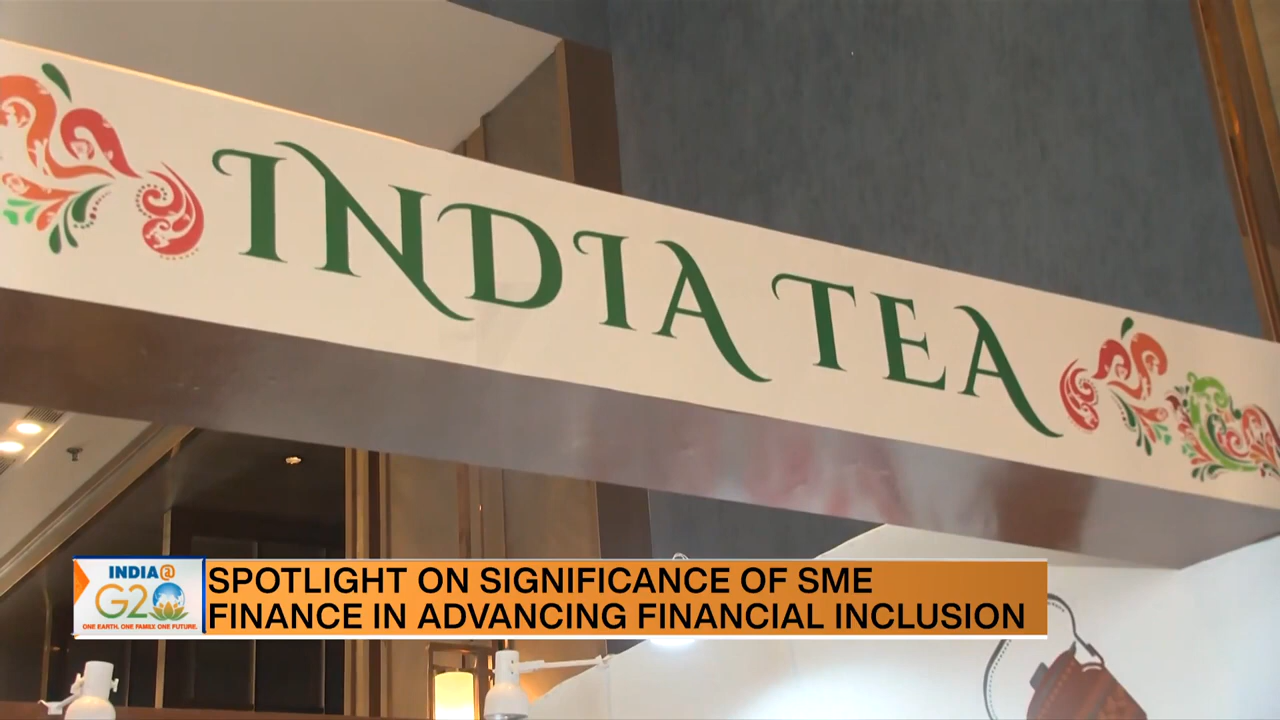 INDIA TEA
INDIA@
G20
ONE EARTH. ONE FAMILY. ONE FUTURE.
SPOTLIGHT ON SIGNIFICANCE OF SME
FINANCE IN ADVANCING FINANCIAL INCLUSION